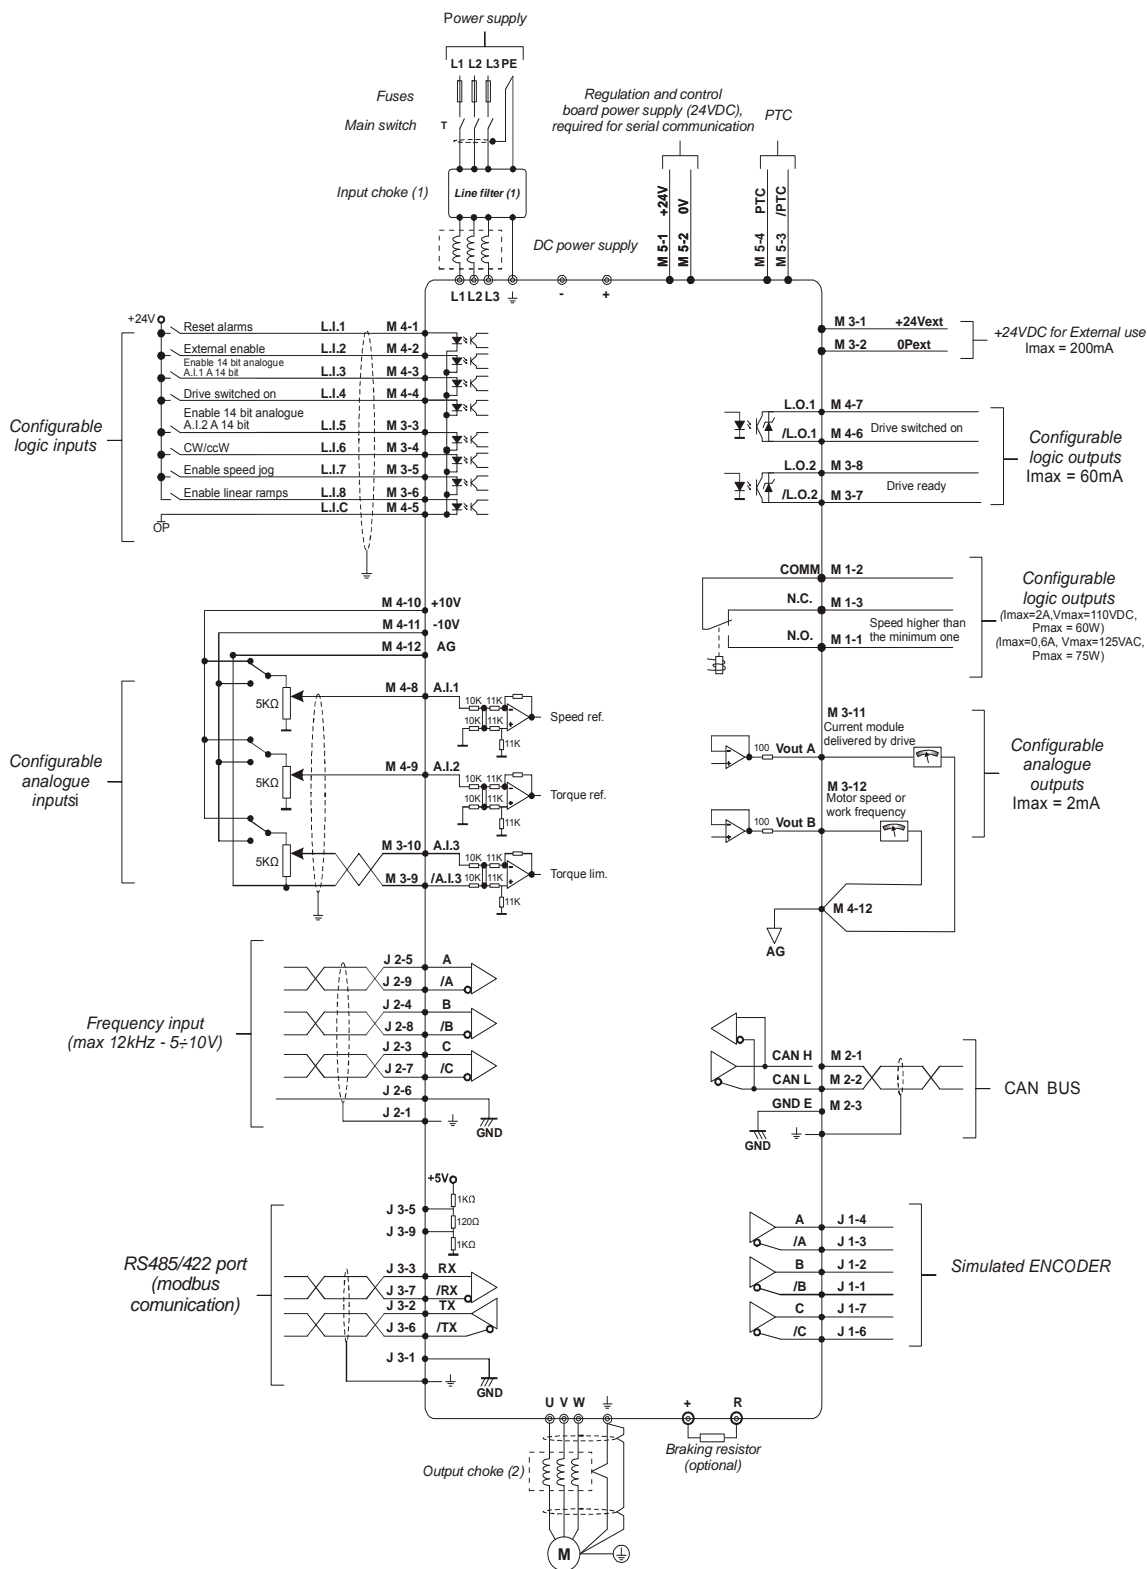 Power supply
L1 L2 L3 PE
Fuses
Main switch
T
Regulation and control
board power supply (24VDC),
required for serial communication
PTC
Input choke (1)
Line filter (1)
DC power supply
M 5-1 +24V
M 5-2 0V
M 5-4 PTC
M 5-3 /PTC
L1 L2 L3
- +
+24V
Reset alarms L.I.1 M 4-1
External enable L.I.2 M 4-2
Enable 14 bit analogue
A.I.1 A 14 bit L.I.3 M 4-3
Drive switched on L.I.4 M 4-4
Enable 14 bit analogue
A.I.2 A 14 bit L.I.5 M 3-3
CW/ccW L.I.6 M 3-4
Enable speed jog L.I.7 M 3-5
Enable linear ramps L.I.8 M 3-6
L.I.C M 4-5
OP
Configurable
logic inputs
M 3-1 +24Vext
M 3-2 0Pext
+24VDC for External use
Imax = 200mA
L.O.1 M 4-7
Drive switched on
/L.O.1 M 4-6
L.O.2 M 3-8
Drive ready
/L.O.2 M 3-7
Configurable
logic outputs
Imax = 60mA
COMM M 1-2
N.C. M 1-3
Speed higher than
the minimum one
N.O. M 1-1
Configurable
logic outputs
(Imax=2A,Vmax=110VDC,
Pmax = 60W)
(Imax=0,6A, Vmax=125VAC,
Pmax = 75W)
M 4-10 +10V
M 4-11 -10V
M 4-12 AG
M 4-8 A.I.1
5KΩ
10K 11K
10K 11K
11K
Speed ref.
M 4-9 A.I.2
5KΩ
10K 11K
10K 11K
11K
Torque ref.
M 3-10 A.I.3
5KΩ
M 3-9 /A.I.3
10K 11K
10K 11K
11K
Torque lim.
Configurable
analogue
inputsi
M 3-11
Current module
delivered by drive
100 Vout A
M 3-12
Motor speed or
work frequency
100 Vout B
M 4-12
AG
Configurable
analogue
outputs
Imax = 2mA
J 2-5 A
J 2-9 /A
J 2-4 B
J 2-8 /B
J 2-3 C
J 2-7 /C
J 2-6
J 2-1
GND
Frequency input
(max 12kHz - 5÷10V)
CAN H M 2-1
CAN L M 2-2
GND E M 2-3
GND
CAN BUS
+5V
1KΩ
J 3-5
120Ω
J 3-9
1KΩ
J 3-3 RX
J 3-7 /RX
J 3-2 TX
J 3-6 /TX
J 3-1
GND
RS485/422 port
(modbus
comunication)
A J 1-4
/A J 1-3
B J 1-2
/B J 1-1
C J 1-7
/C J 1-6
Simulated ENCODER
U V W
+ R
Braking resistor
(optional)
Output choke (2)
M